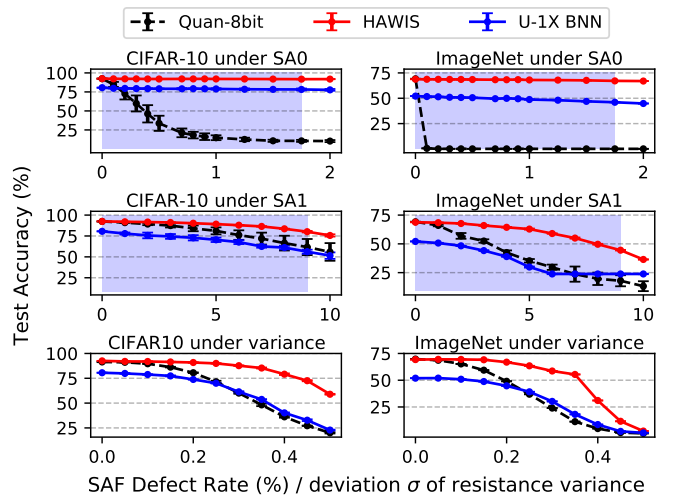 Quan-8bit HAWIS U-1X BNN
CIFAR-10 under SA0 ImageNet under SA0
100 75
75 50
50 25
25
0 1 2 0 1 2
CIFAR-10 under SA1 ImageNet under SA1
100 75
75 50
50 25
25
0 5 10 0 5 10
CIFAR10 under variance ImageNet under variance
100 75
75 50
50 25
25
0.0 0.2 0.4 0.0 0.2 0.4
Test Accuracy (%)
SAF Defect Rate (%) / deviation σ of resistance variance